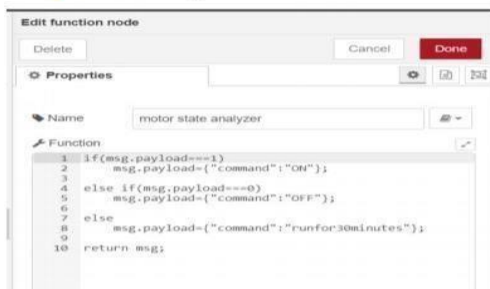 Edit function node
Delete Cancel Done
Properties
Name motor state analyzer
Function
1 if(msg.payload===1)
2 msg.payload={"command":"ON"};
3
4 else if(msg.payload===0)
5 msg.payload={"command":"OFF"};
6
7 else
8 msg.payload={"command":"runfor30minutes"};
9
10 return msg;